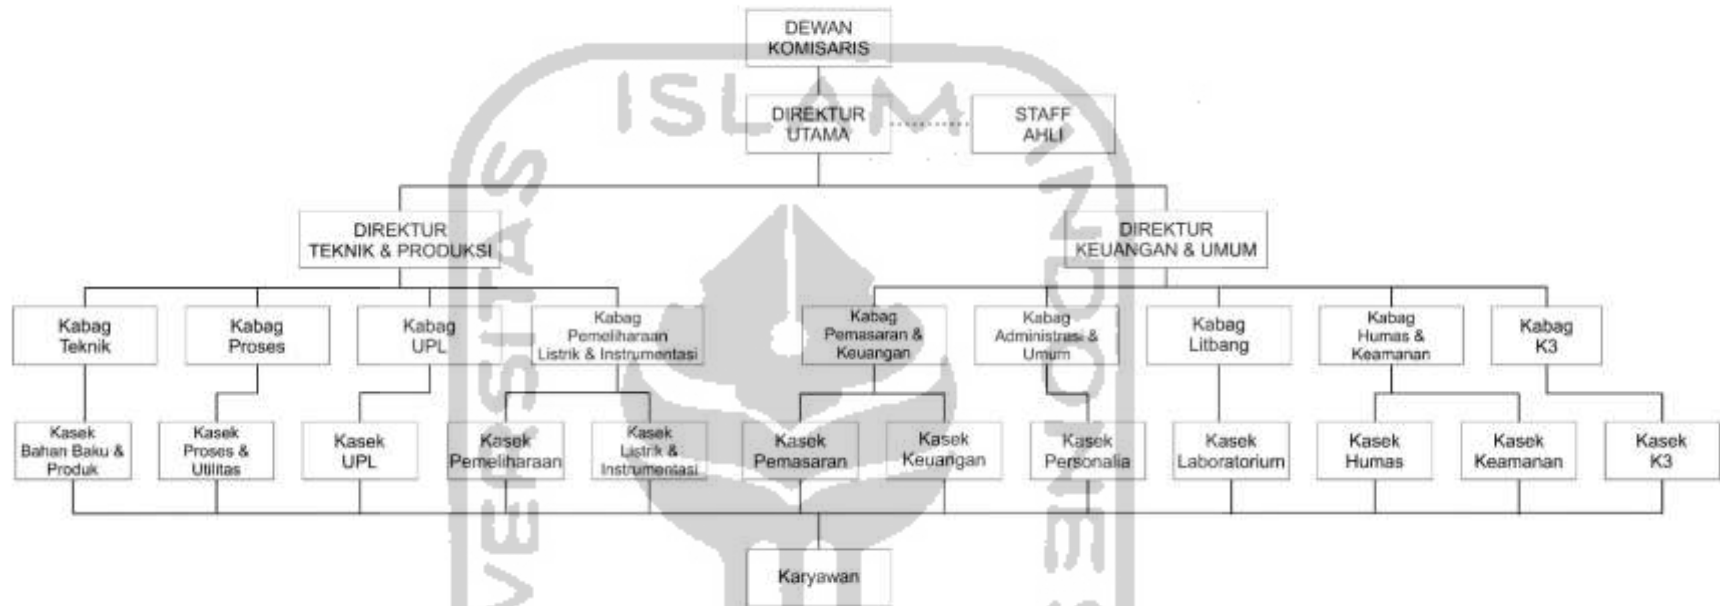 DEWAN
KOMISARIS
DIREKTUR
UTAMA
STAFF
AHLI
DIREKTUR
TEKNIK & PRODUKSI
DIREKTUR
KEUANGAN & UMUM
Kabag
Teknik
Kabag
Proses
Kabag
UPL
Kabag
Pemeliharaan
Listrik & Instrumentasi
Kabag
Pemasaran &
Keuangan
Kabag
Administrasi &
Umum
Kabag
Litbang
Kabag
Humas &
Keamanan
Kabag
K3
Kasek
Bahan Baku &
Produk
Kasek
Proses &
Utilitas
Kasek
UPL
Kasek
Pemeliharaan
Kasek
Listrik &
Instrumentasi
Kasek
Pemasaran
Kasek
Keuangan
Kasek
Personalia
Kasek
Laboratorium
Kasek
Humas
Kasek
Keamanan
Kasek
K3
Karyawan
ISLAM
VERSITAS
INDONES